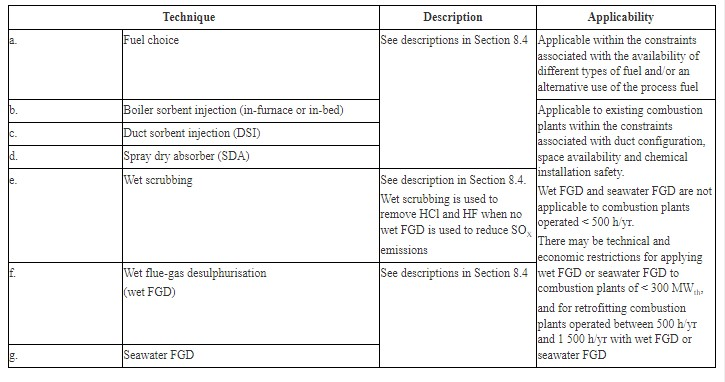 Technique
Description
Applicability
a.
Fuel choice
See descriptions in Section 8.4
Applicable within the constraints
associated with the availability of
different types of fuel and/or an
alternative use of the process fuel
b.
Boiler sorbent injection (in-furnace or in-bed)
Applicable to existing combustion
plants within the constraints
associated with duct configuration,
space availability and chemical
installation safety.
Wet FGD and seawater FGD are not
applicable to combustion plants
operated < 500 h/yr.
There may be technical and
economic restrictions for applying
wet FGD or seawater FGD to
combustion plants of < 300 MWth,
and for retrofitting combustion
plants operated between 500 h/yr
and 1 500 h/yr with wet FGD or
seawater FGD
c.
Duct sorbent injection (DSI)
d.
Spray dry absorber (SDA)
e.
Wet scrubbing
See description in Section 8.4.
Wet scrubbing is used to
remove HCl and HF when no
wet FGD is used to reduce SOX
emissions
f.
Wet flue-gas desulphurisation
(wet FGD)
See descriptions in Section 8.4
g.
Seawater FGD